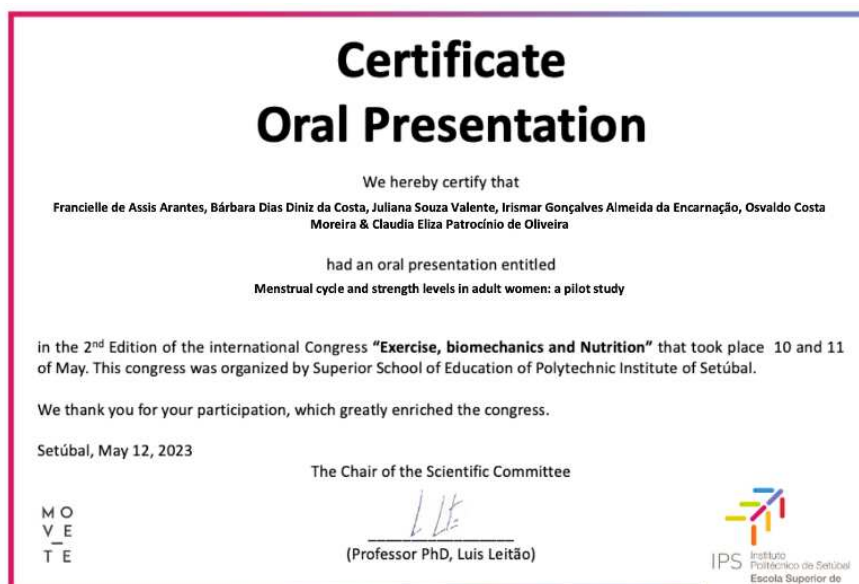 Certificate
Oral Presentation
We hereby certify that
Francielle de Assis Arantes, Bárbara Dias Diniz da Costa, Juliana Souza Valente, Irismar Gonçalves Almeida da Encarnação, Osvaldo Costa
Moreira & Claudia Eliza Patrocínio de Oliveira
had an oral presentation entitled
Menstrual cycle and strength levels in adult women: a pilot study
in the 2nd Edition of the international Congress “Exercise, biomechanics and Nutrition” that took place 10 and 11
of May. This congress was organized by Superior School of Education of Polytechnic Institute of Setúbal.
We thank you for your participation, which greatly enriched the congress.
Setúbal, May 12, 2023
The Chair of the Scientific Committee
(Professor PhD, Luis Leitão)
M O
V E
T E
IPS Instituto
Politécnico de Setúbal
Escola Superior de